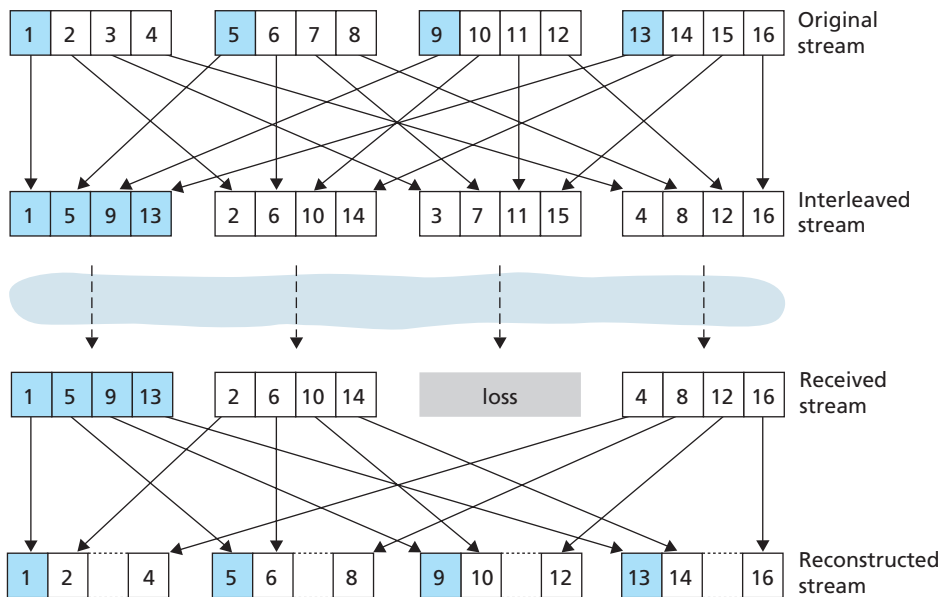 1 2 3 4 5 6 7 8 9 10 11 12 13 14 15 16 Original
stream
1 5 9 13 2 6 10 14 3 7 11 15 4 8 12 16 Interleaved
stream
1 5 9 13 2 6 10 14 loss 4 8 12 16 Received
stream
1 2 4 5 6 8 9 10 12 13 14 16 Reconstructed
stream